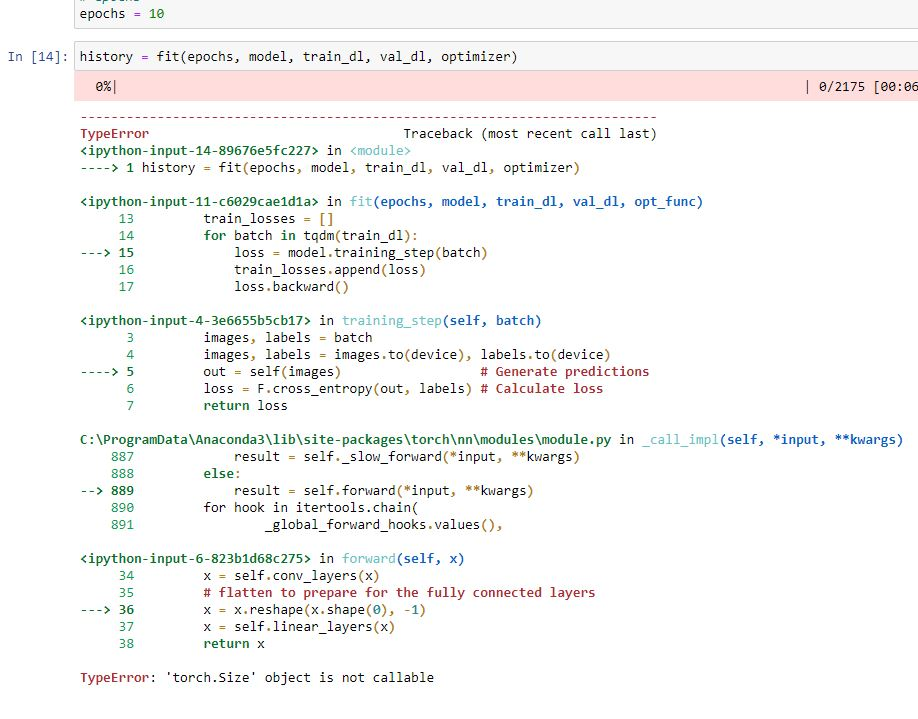 epochs = 10
In [14]: history = fit(epochs, model, train_dl, val_dl, optimizer)
0%| | 0/2175 [00:06
---------------------------------------------------------------------------
TypeError Traceback (most recent call last)
<ipython-input-14-89676e5fc227> in <module>
----> 1 history = fit(epochs, model, train_dl, val_dl, optimizer)
<ipython-input-11-c6029cae1d1a> in fit(epochs, model, train_dl, val_dl, opt_func)
13 train_losses = []
14 for batch in tqdm(train_dl):
---> 15 loss = model.training_step(batch)
16 train_losses.append(loss)
17 loss.backward()
<ipython-input-4-3e6655b5cb17> in training_step(self, batch)
3 images, labels = batch
4 images, labels = images.to(device), labels.to(device)
----> 5 out = self(images) # Generate predictions
6 loss = F.cross_entropy(out, labels) # Calculate loss
7 return loss
C:\ProgramData\Anaconda3\lib\site-packages\torch\nn\modules\module.py in _call_impl(self, *input, **kwargs)
887 result = self._slow_forward(*input, **kwargs)
888 else:
--> 889 result = self.forward(*input, **kwargs)
890 for hook in itertools.chain(
891 _global_forward_hooks.values(),
<ipython-input-6-823b1d68c275> in forward(self, x)
34 x = self.conv_layers(x)
35 # flatten to prepare for the fully connected layers
---> 36 x = x.reshape(x.shape(0), -1)
37 x = self.linear_layers(x)
38 return x
TypeError: 'torch.Size' object is not callable